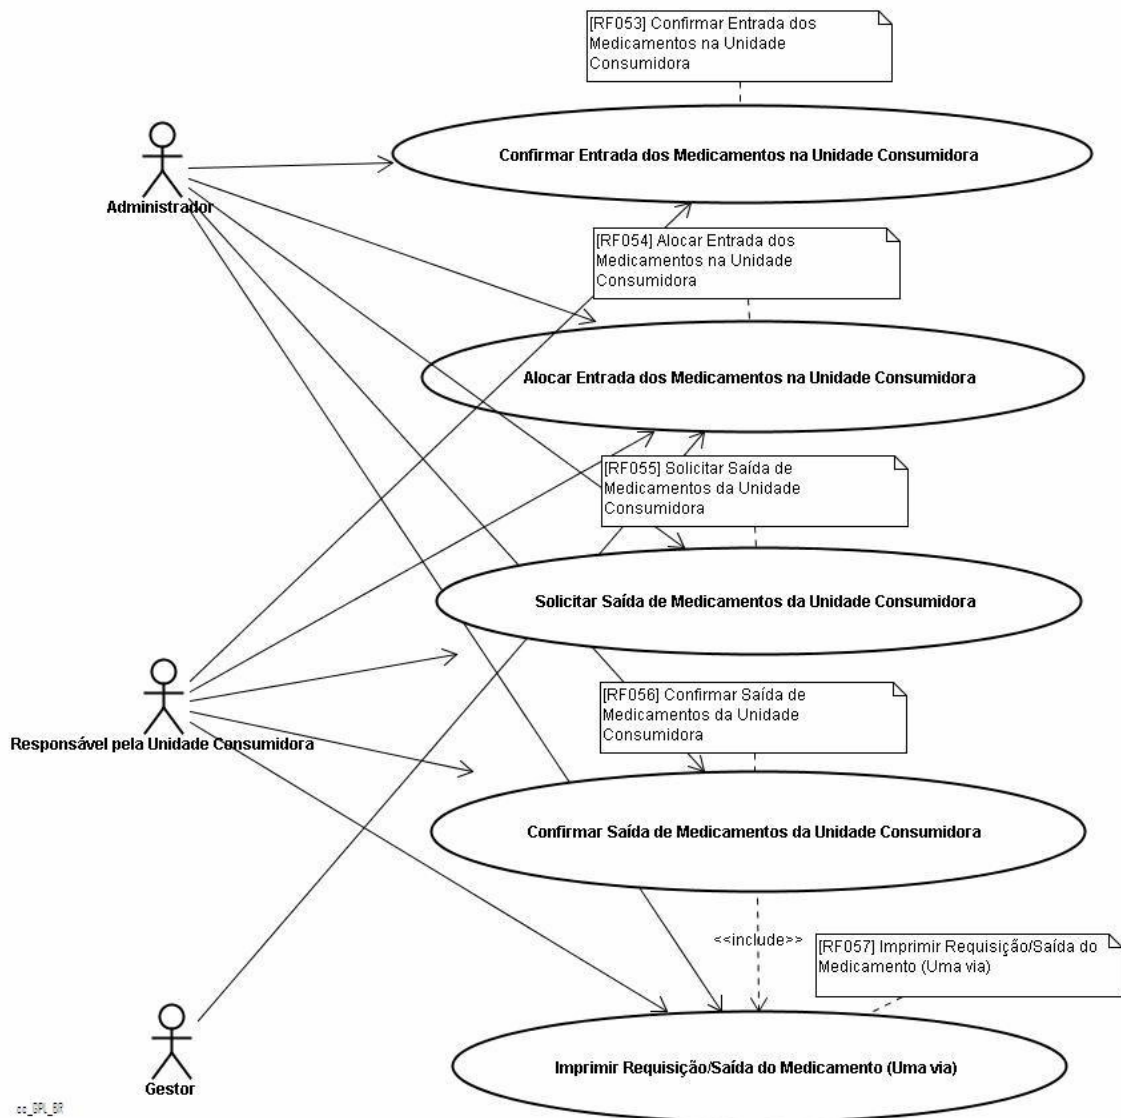 [RF053] Confirmar Entrada dos
Medicamentos na Unidade
Consumidora
Confirmar Entrada dos Medicamentos na Unidade Consumidora
Administrador
[RF054] Alocar Entrada dos
Medicamentos na Unidade
Consumidora
Alocar Entrada dos Medicamentos na Unidade Consumidora
[RF055] Solicitar Saída de
Medicamentos da Unidade
Consumidora
Solicitar Saída de Medicamentos da Unidade Consumidora
[RF056] Confirmar Saída de
Medicamentos da Unidade
Consumidora
Responsável pela Unidade Consumidora
Confirmar Saída de Medicamentos da Unidade Consumidora
<<include>>
[RF057] Imprimir Requisição/Saída do
Medicamento (Uma via)
Imprimir Requisição/Saída do Medicamento (Uma via)
Gestor
cc_GPL_BR